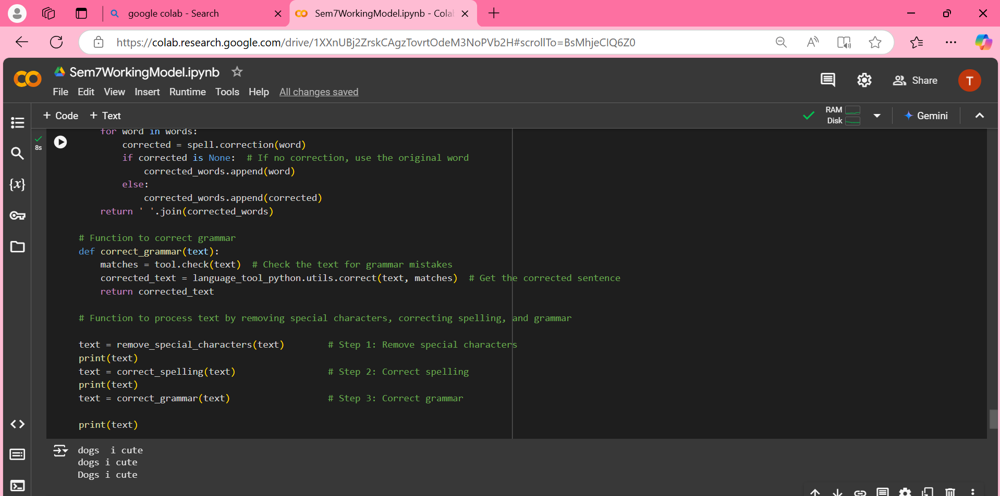 google colab - Search
Sem7WorkingModel.ipynb - Cola
https://colab.research.google.com/drive/1XXnUBj2ZrskCAgzTovrtOdeM3NoPVb2H#scrollTo=BsMhjeCIQ6Z0
Sem7WorkingModel.ipynb
File Edit View Insert Runtime Tools Help All changes saved
Share
T
+ Code + Text
RAM
Disk
Gemini
8s
for word in words:
corrected = spell.correction(word)
if corrected is None:  # If no correction, use the original word
corrected_words.append(word)
else:
corrected_words.append(corrected)
return ' '.join(corrected_words)
# Function to correct grammar
def correct_grammar(text):
matches = tool.check(text)  # Check the text for grammar mistakes
corrected_text = language_tool_python.utils.correct(text, matches)  # Get the corrected sentence
return corrected_text
# Function to process text by removing special characters, correcting spelling, and grammar
text = remove_special_characters(text)        # Step 1: Remove special characters
print(text)
text = correct_spelling(text)                 # Step 2: Correct spelling
print(text)
text = correct_grammar(text)                  # Step 3: Correct grammar
print(text)
dogs  i cute
dogs i cute
Dogs i cute